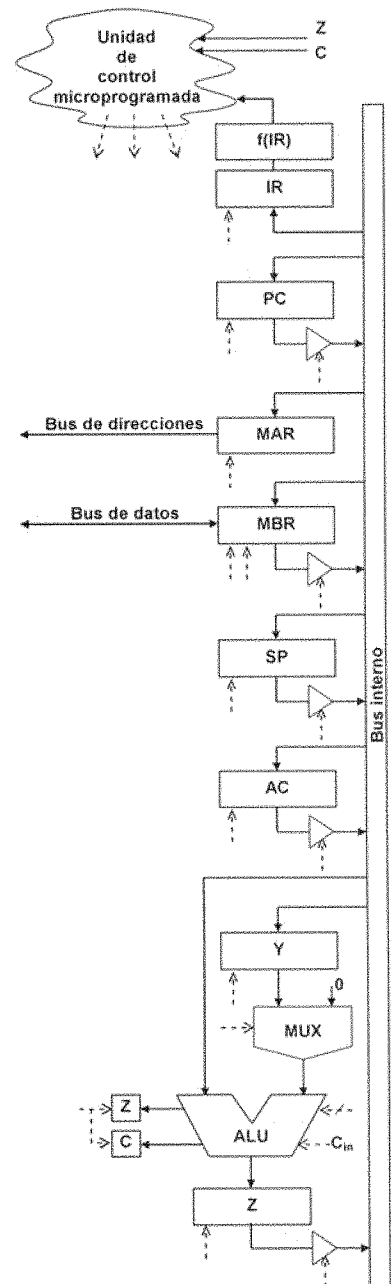 Unidad
de
control
microprogramada
Z
C
f(IR)
IR
PC
Bus de direcciones
MAR
Bus de datos
MBR
SP
Bus interno
AC
Y
0
MUX
Z
C
ALU
Cin
Z